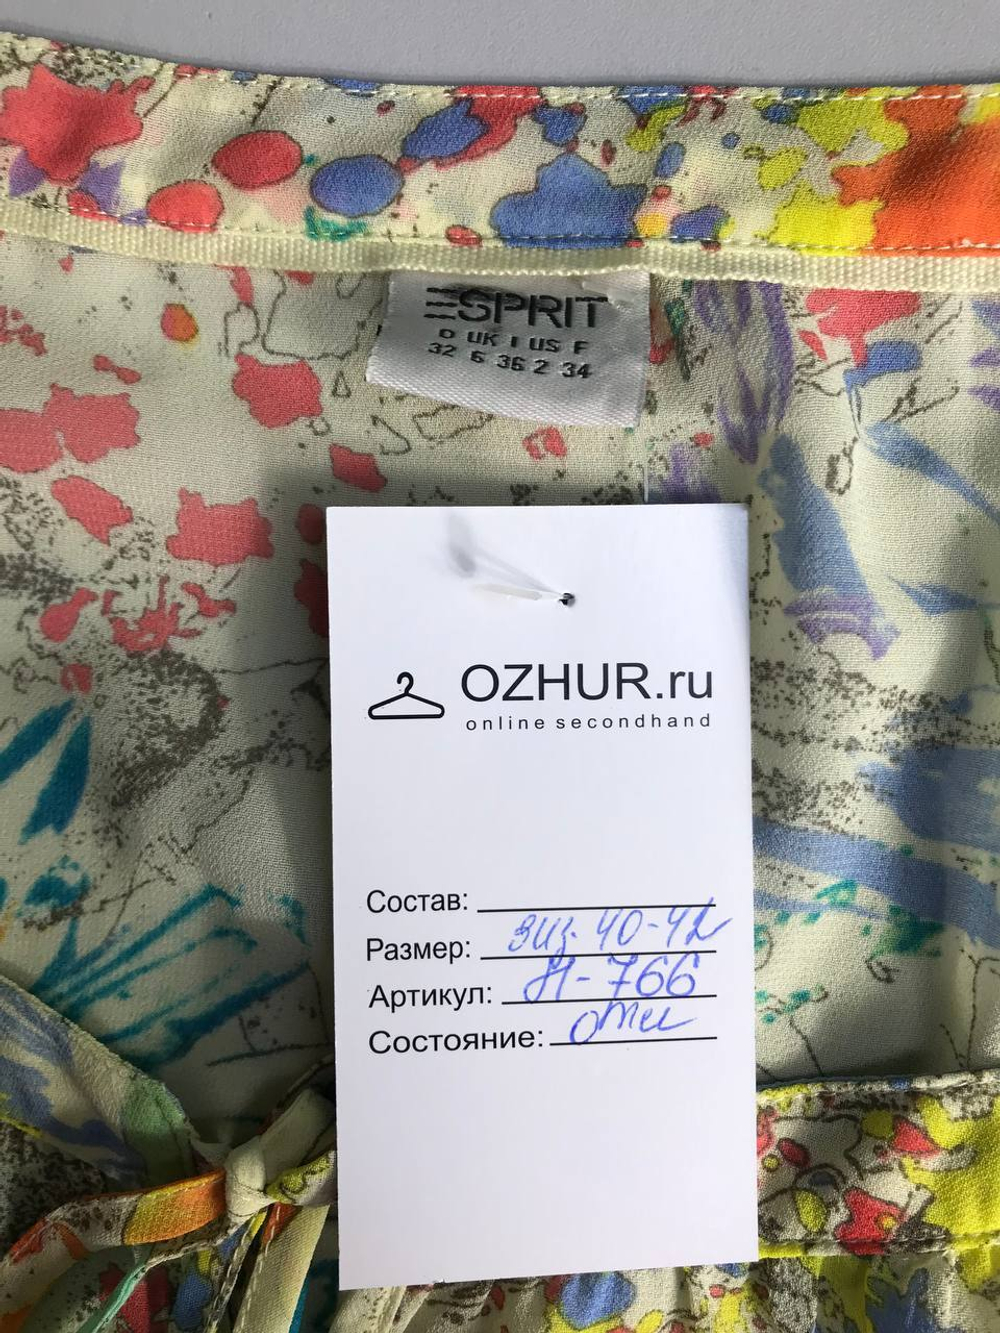 ESPRIT
D UK I US F
32 6 36 2 34
OZHUR.ru
online secondhand
Состав:
Размер: 40-42
Артикул: Н-766
Состояние: отл